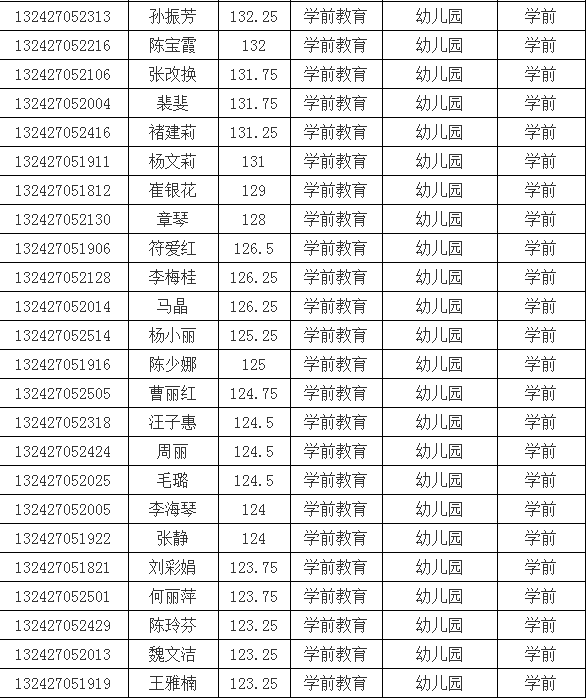 132427052313 孙振芳 132.25 学前教育 幼儿园 学前
132427052216 陈宝霞 132 学前教育 幼儿园 学前
132427052106 张改换 131.75 学前教育 幼儿园 学前
132427052004 裴斐 131.75 学前教育 幼儿园 学前
132427052416 褚建莉 131.25 学前教育 幼儿园 学前
132427051911 杨文莉 131 学前教育 幼儿园 学前
132427051812 崔银花 129 学前教育 幼儿园 学前
132427052130 章琴 128 学前教育 幼儿园 学前
132427051906 符爱红 126.5 学前教育 幼儿园 学前
132427052128 李梅桂 126.25 学前教育 幼儿园 学前
132427052014 马晶 126.25 学前教育 幼儿园 学前
132427052514 杨小丽 125.25 学前教育 幼儿园 学前
132427051916 陈少娜 125 学前教育 幼儿园 学前
132427052505 曹丽红 124.75 学前教育 幼儿园 学前
132427052318 汪子惠 124.5 学前教育 幼儿园 学前
132427052424 周丽 124.5 学前教育 幼儿园 学前
132427052025 毛璐 124.5 学前教育 幼儿园 学前
132427052005 李海琴 124 学前教育 幼儿园 学前
132427051922 张静 124 学前教育 幼儿园 学前
132427051821 刘彩娟 123.75 学前教育 幼儿园 学前
132427052501 何丽萍 123.75 学前教育 幼儿园 学前
132427052429 陈玲芬 123.25 学前教育 幼儿园 学前
132427052013 魏文洁 123.25 学前教育 幼儿园 学前
132427051919 王雅楠 123.25 学前教育 幼儿园 学前